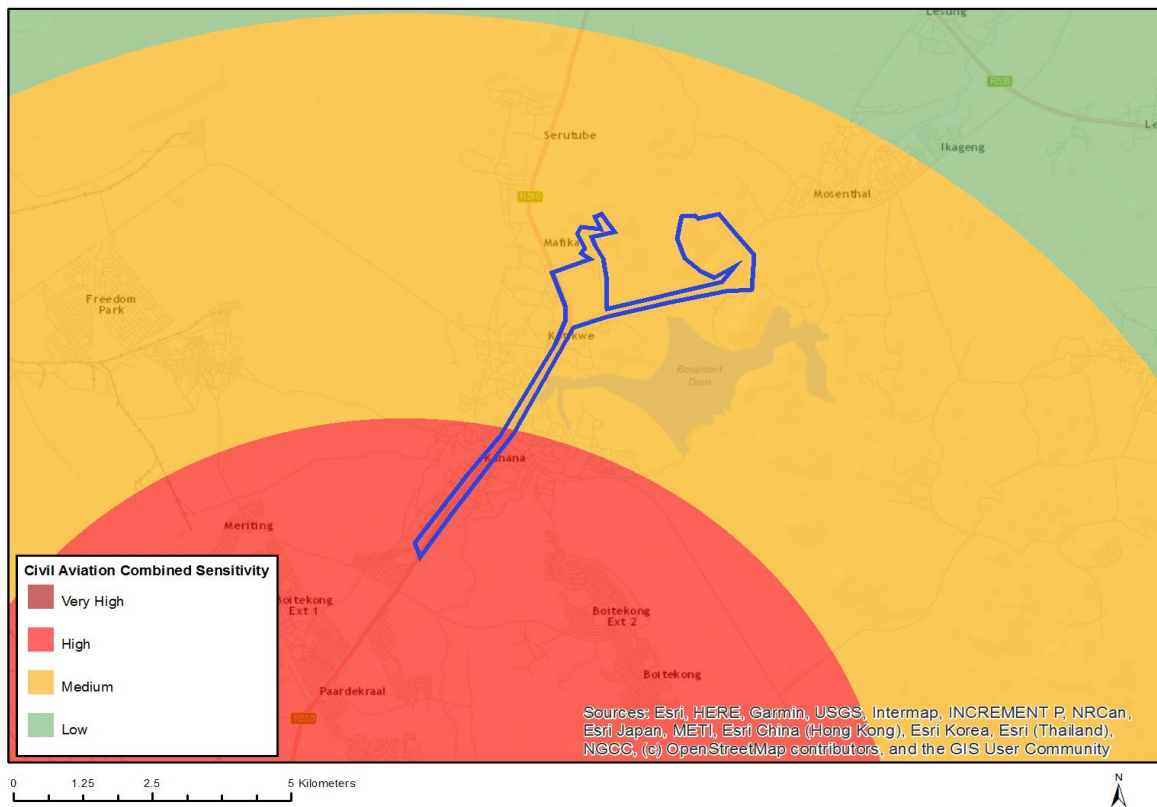 Lesung
R565
Le
Serutube
Ikageng
Mosenthal
R510
Mafika
Freedom
Park
Bosjoort
Dam
Kanana
Meriting
Boitekong
Ext 1
Boitekong
Ext 2
Boitekong
Paardekraal
R510
Civil Aviation Combined Sensitivity
Very High
High
Medium
Low
Sources: Esri, HERE, Garmin, USGS, Intermap, INCREMENT P, NRCan,
Esri Japan, METI, Esri China (Hong Kong), Esri Korea, Esri (Thailand),
NGCC, (c) OpenStreetMap contributors, and the GIS User Community
0 1.25 2.5 5 Kilometers
N